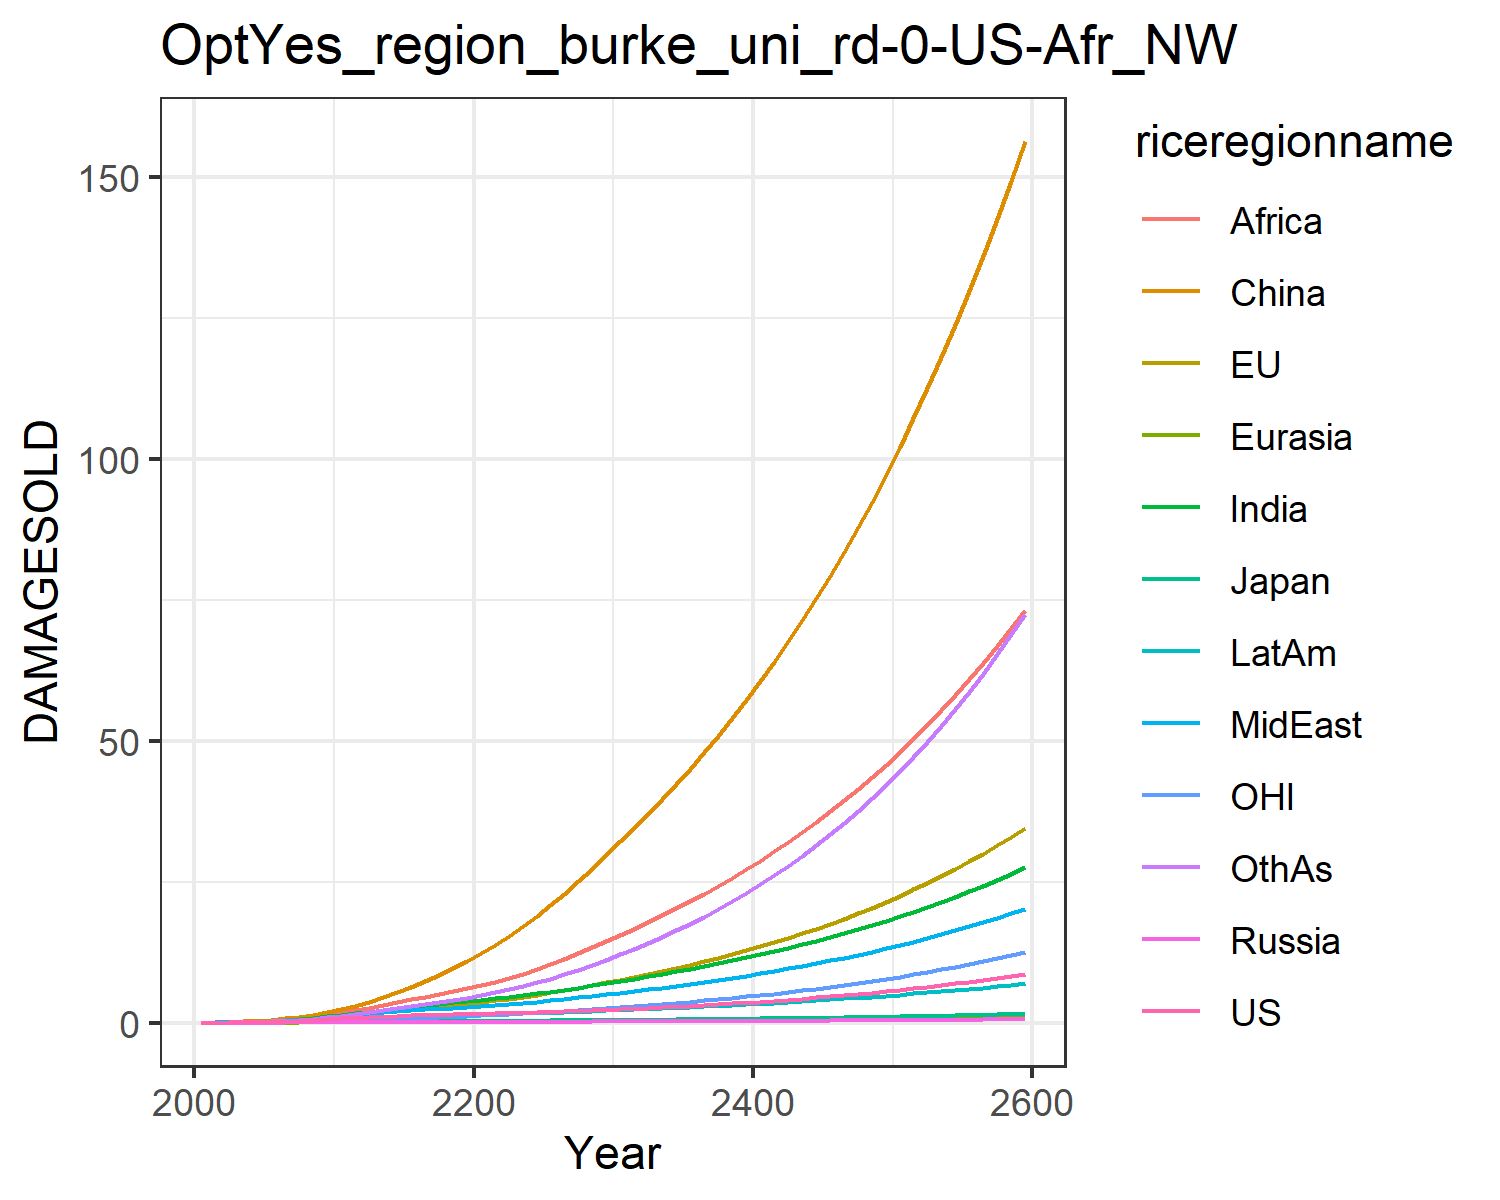 OptYes_region_burke_uni_rd-0-US-Afr_NW
DAMAGESOLD
150
100
50
0
2000
2200
2400
2600
Year
riceregionname
Africa
China
EU
Eurasia
India
Japan
LatAm
MidEast
OHI
OthAs
Russia
US